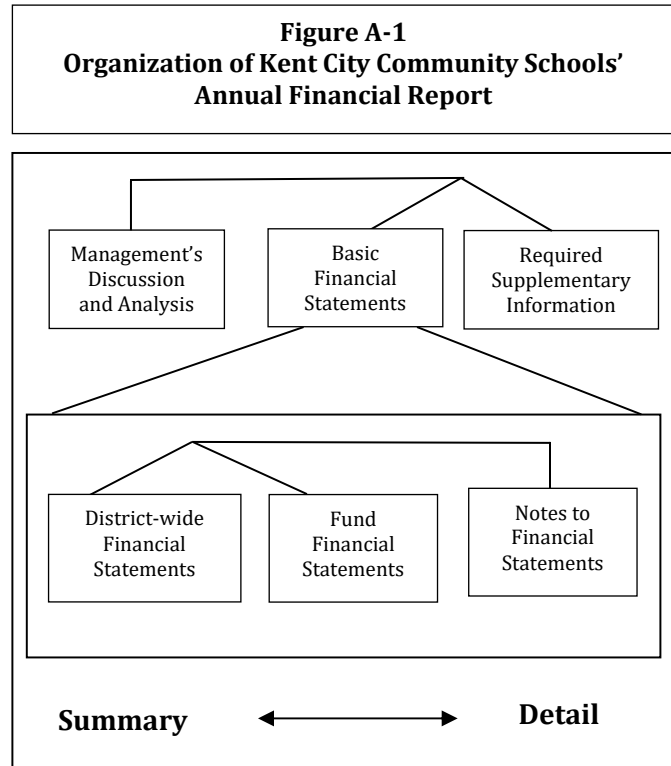 Figure A-1
Organization of Kent City Community Schools’
Annual Financial Report
Management’s
Discussion
and Analysis
Basic
Financial
Statements
Required
Supplementary
Information
District-wide
Financial
Statements
Fund
Financial
Statements
Notes to
Financial
Statements
Summary
Detail